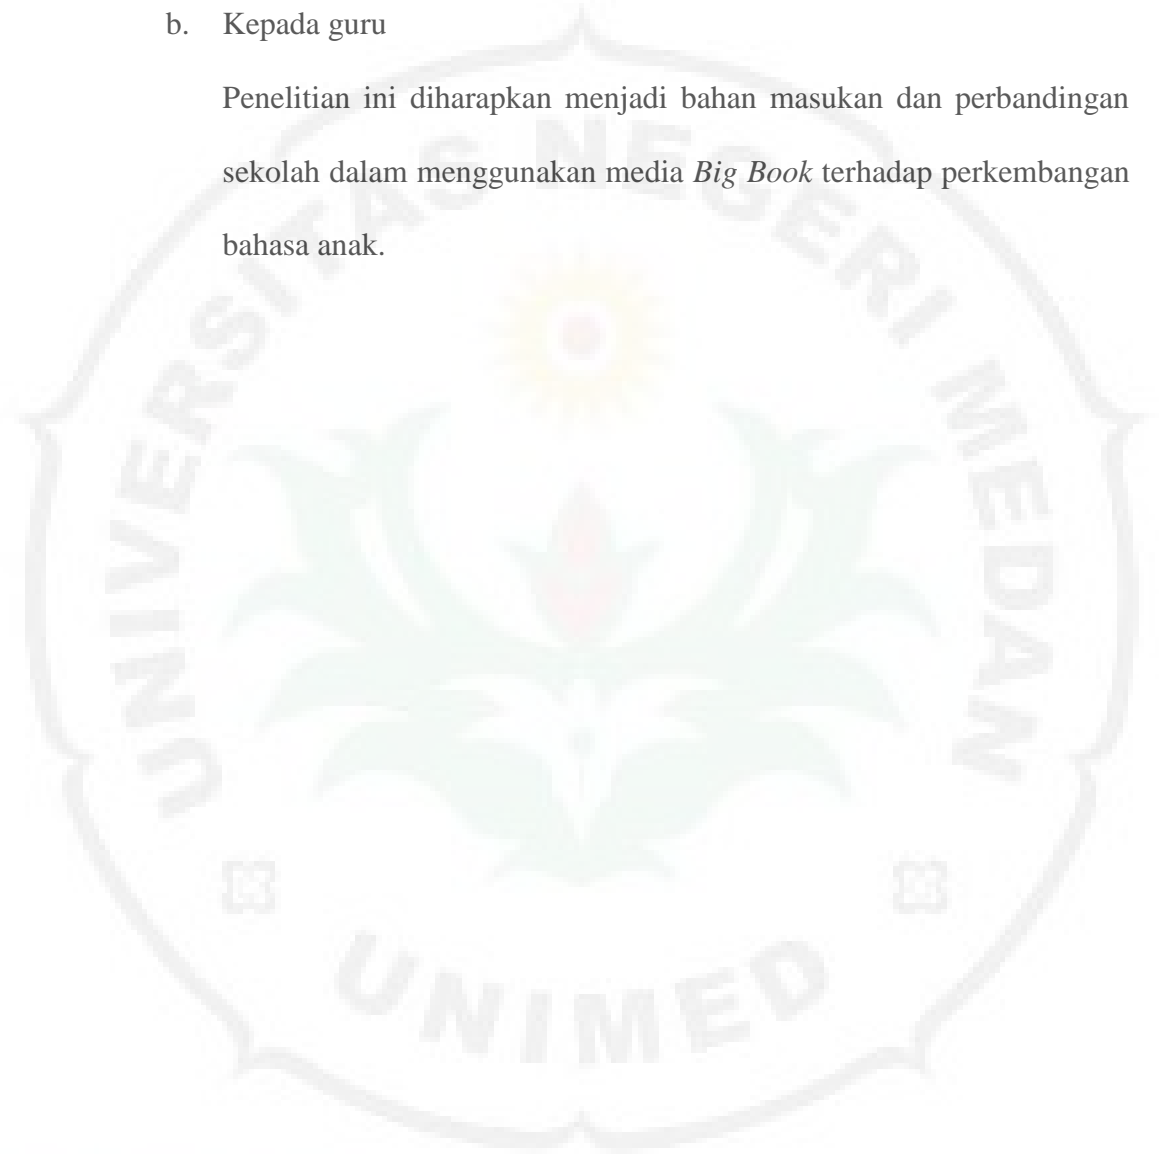 b. Kepada guru
Penelitian ini diharapkan menjadi bahan masukan dan perbandingan
sekolah dalam menggunakan media Big Book terhadap perkembangan
bahasa anak.
UNIVERSITAS NEGERI MEDAN
UNIMED